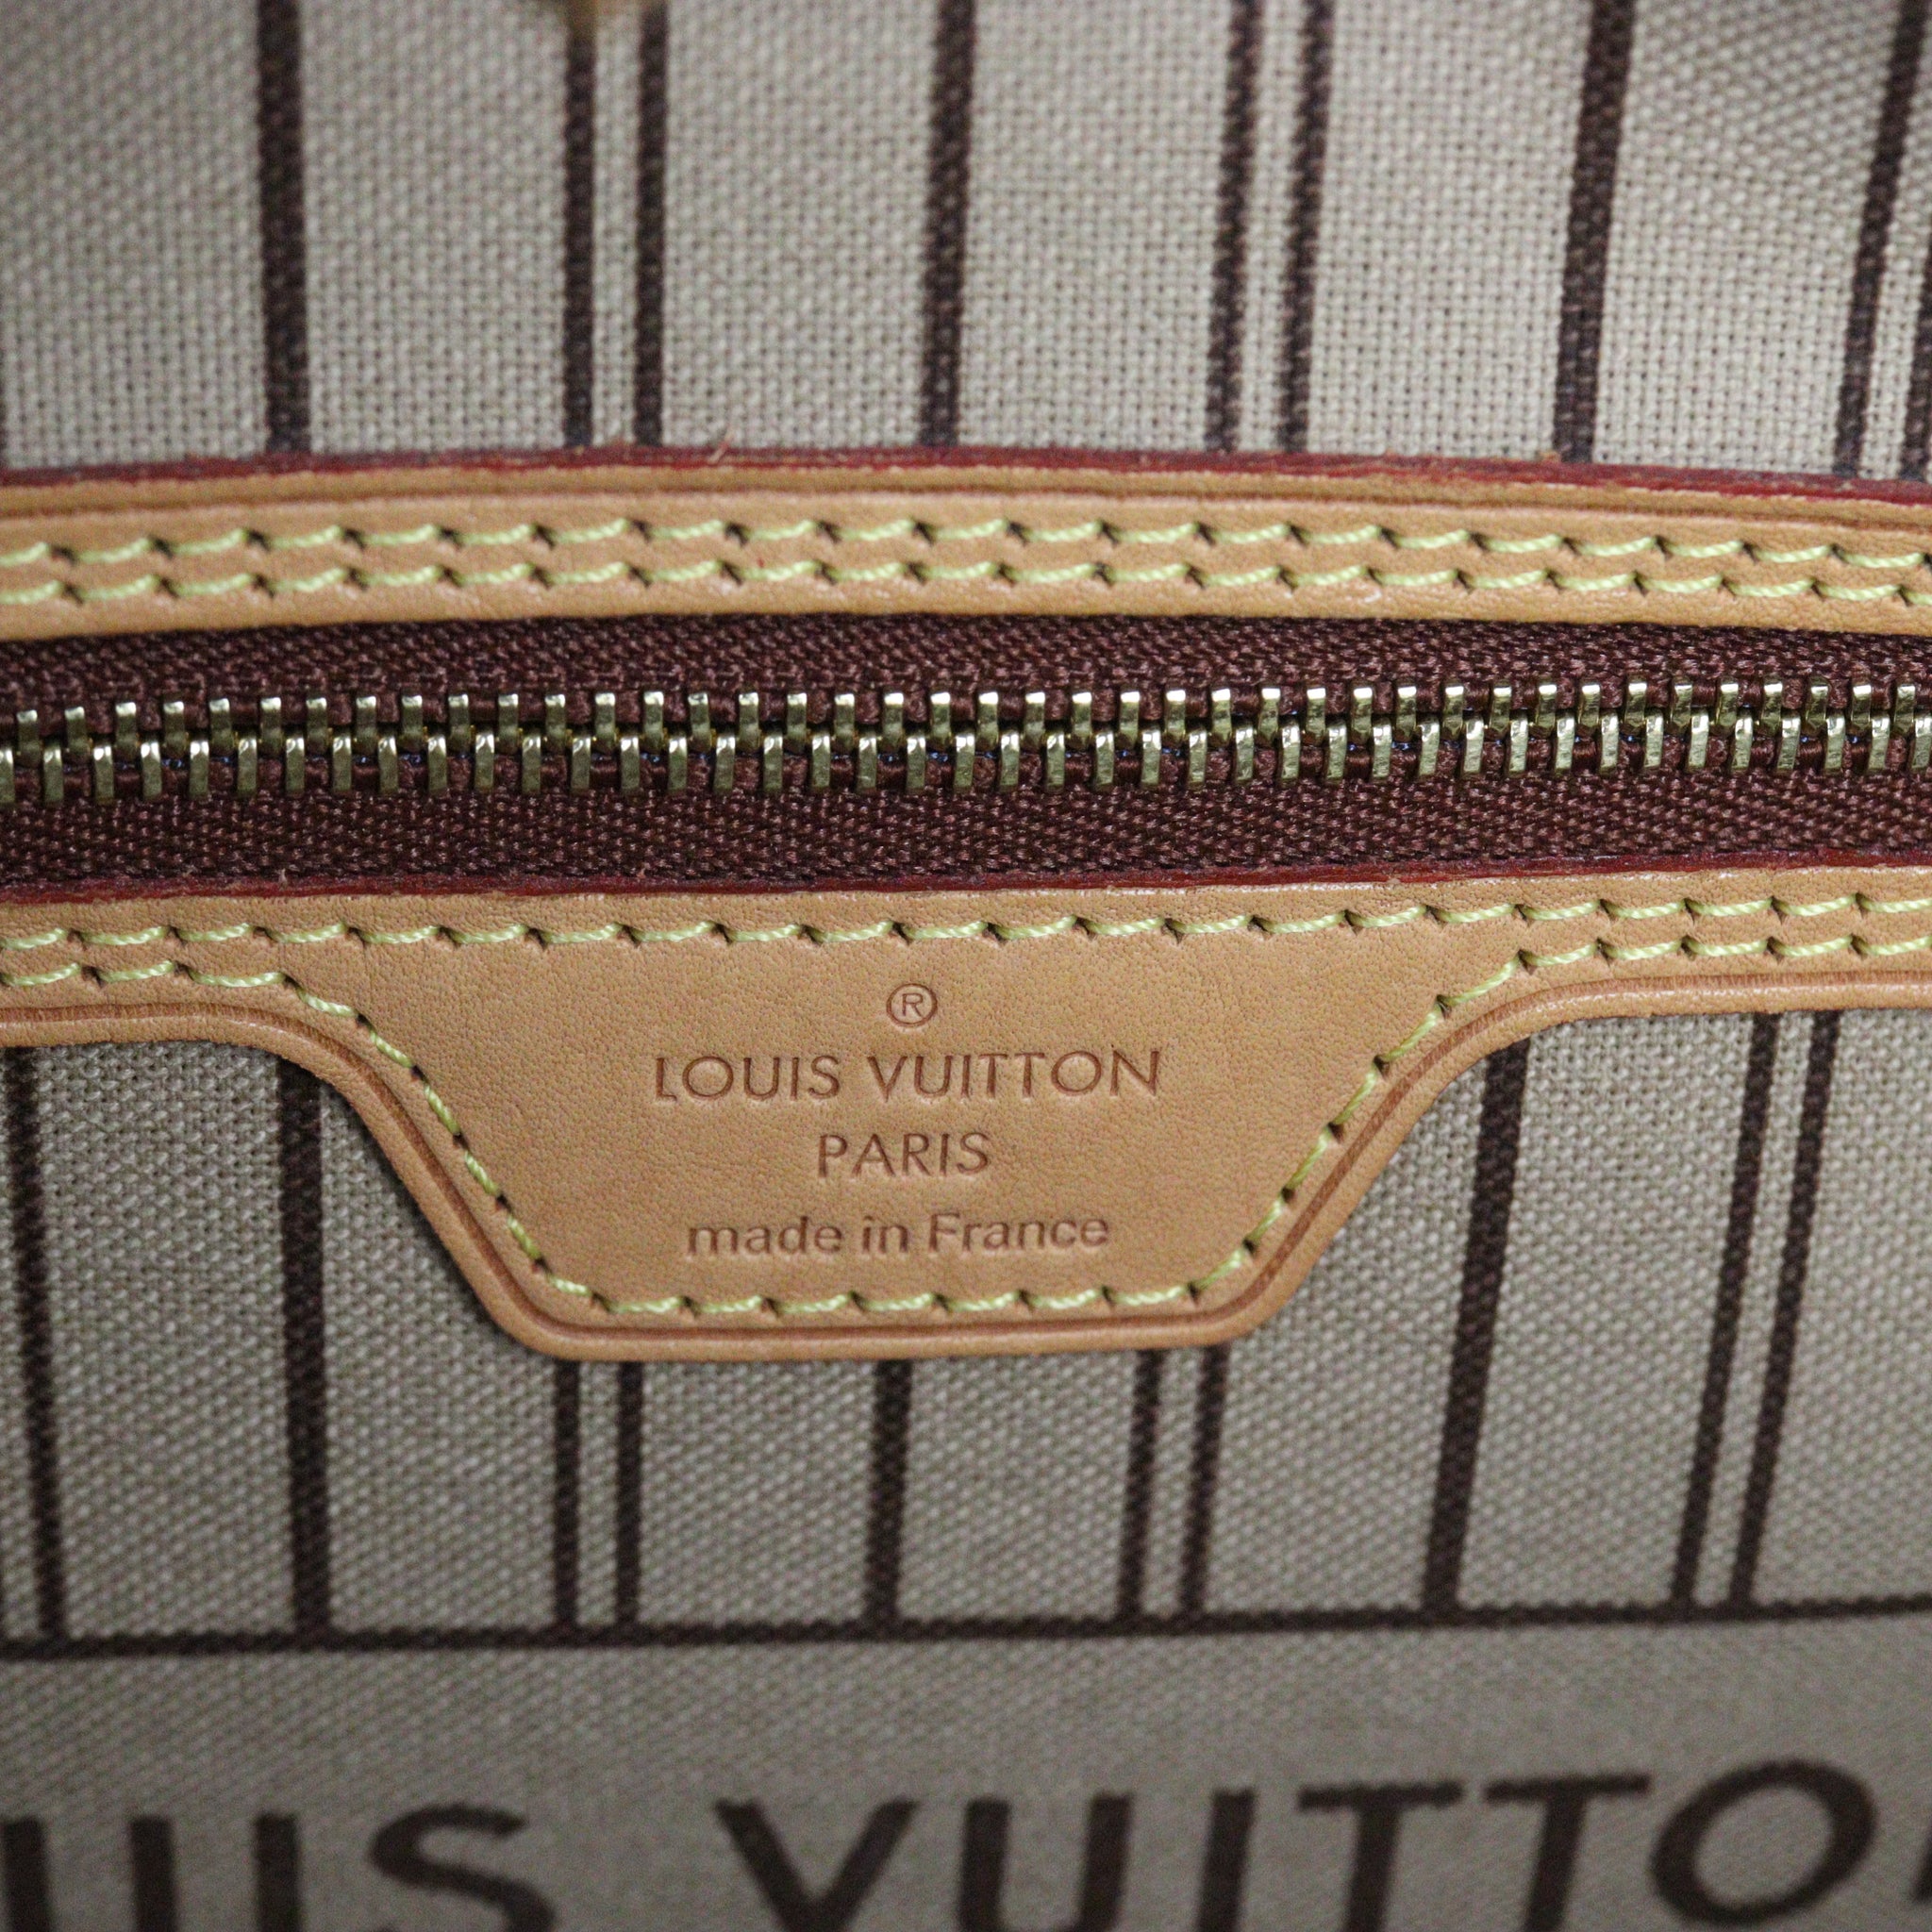 ®
LOUIS VUITTON
PARIS
made in France
UIS VUITTO